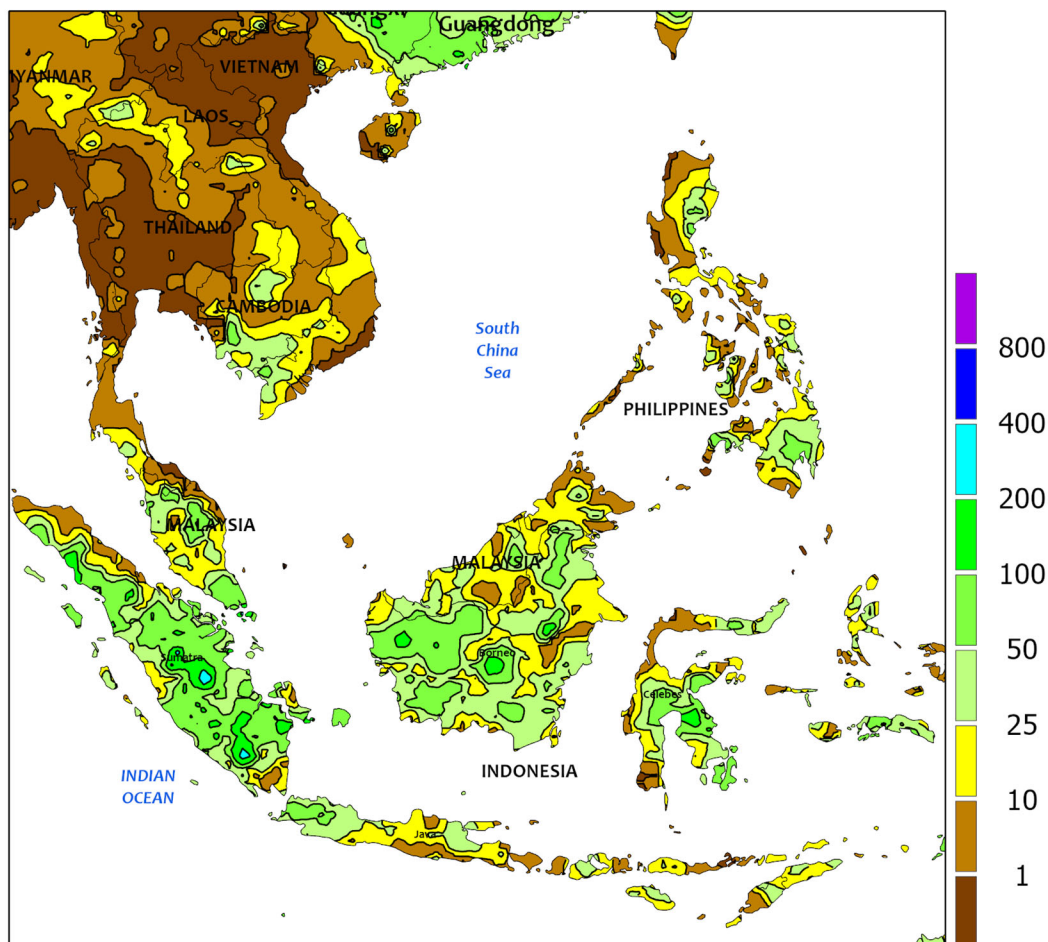 Guangdong
VIETNAM
MYANMAR
LAOS
THAILAND
CAMBODIA
South
China
Sea
PHILIPPINES
MALAYSIA
MALAYSIA
Sumatra
Borneo
Celebes
INDONESIA
INDIAN
OCEAN
Java
800
400
200
100
50
25
10
1